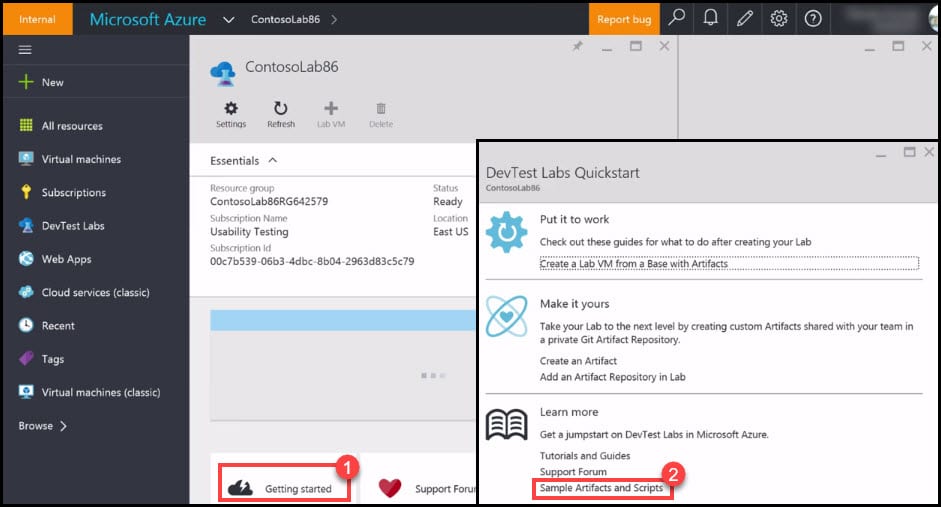 Internal
Microsoft Azure
ContosoLab86
Report bug
New
All resources
Virtual machines
Subscriptions
DevTest Labs
Web Apps
Cloud services (classic)
Recent
Tags
Virtual machines (classic)
Browse
ContosoLab86
Settings
Refresh
Lab VM
Delete
Essentials
Resource group
ContosoLab86RG642579
Subscription Name
Usability Testing
Subscription Id
00c7b539-06b3-4dbc-8b04-2963d83c5c79
Status
Ready
Location
East US
1
Getting started
Support Foru
DevTest Labs Quickstart
ContosoLab86
Put it to work
Check out these guides for what to do after creating your Lab
Create a Lab VM from a Base with Artifacts
Make it yours
Take your Lab to the next level by creating custom Artifacts shared with your team in
a private Git Artifact Repository.
Create an Artifact
Add an Artifact Repository in Lab
Learn more
Get a jumpstart on DevTest Labs in Microsoft Azure.
Tutorials and Guides
Support Forum
2
Sample Artifacts and Scripts